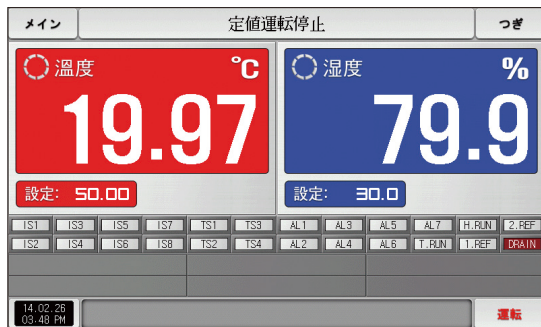 メイン 定値運転停止 つぎ
温度 °C 湿度 %
19.97 79.9
設定: 50.00 設定: 30.0
IS1 IS3 IS5 IS7 TS1 TS3 AL1 AL3 AL5 AL7 H.RUN 2.REF
IS2 IS4 IS6 IS8 TS2 TS4 AL2 AL4 AL6 T.RUN 1.REF DRAIN
14.02.26
03.48 PM 運転